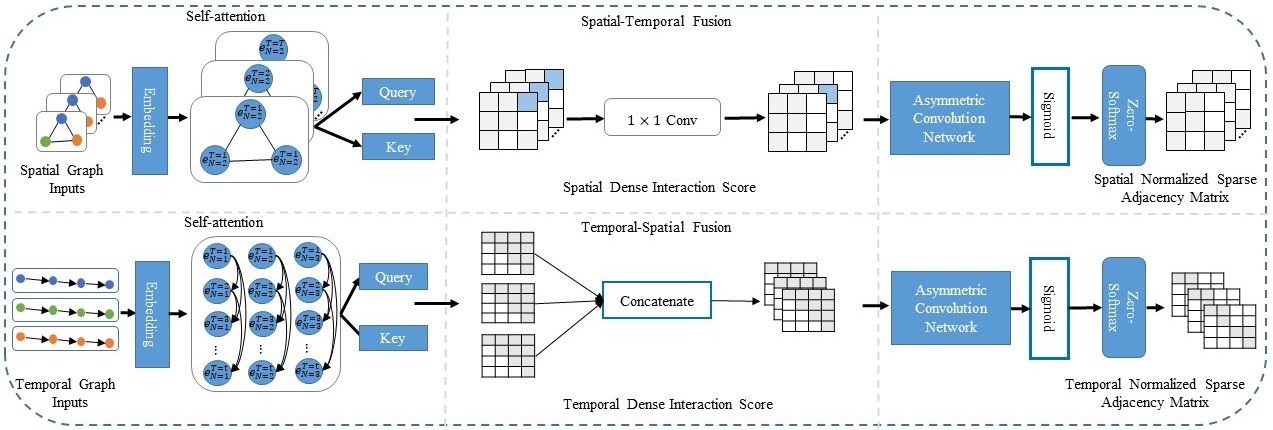 Self-attention
Spatial-Temporal Fusion
e^{T=T}_{N=2}
e^{T=2}_{N=2}
e^{T=1}_{N=2}
e^{T=1}_{N=2}
e^{T=1}_{N=2}
Embedding
Query
Key
1 × 1 Conv
Asymmetric
Convolution
Network
Sigmoid
Zero-
Softmax
Spatial Graph
Inputs
Spatial Dense Interaction Score
Spatial Normalized Sparse
Adjacency Matrix
Self-attention
Temporal-Spatial Fusion
e^{T=1}_{N=1} e^{T=1}_{N=2} e^{T=1}_{N=3}
e^{T=2}_{N=1} e^{T=2}_{N=2} e^{T=2}_{N=3}
e^{T=3}_{N=1} e^{T=3}_{N=2} e^{T=3}_{N=3}
⋮ ⋮ ⋮
e^{T=t}_{N=1} e^{T=t}_{N=2} e^{T=t}_{N=3}
Embedding
Query
Key
Concatenate
Asymmetric
Convolution
Network
Sigmoid
Zero-
Softmax
Temporal Graph
Inputs
Temporal Dense Interaction Score
Temporal Normalized Sparse
Adjacency Matrix